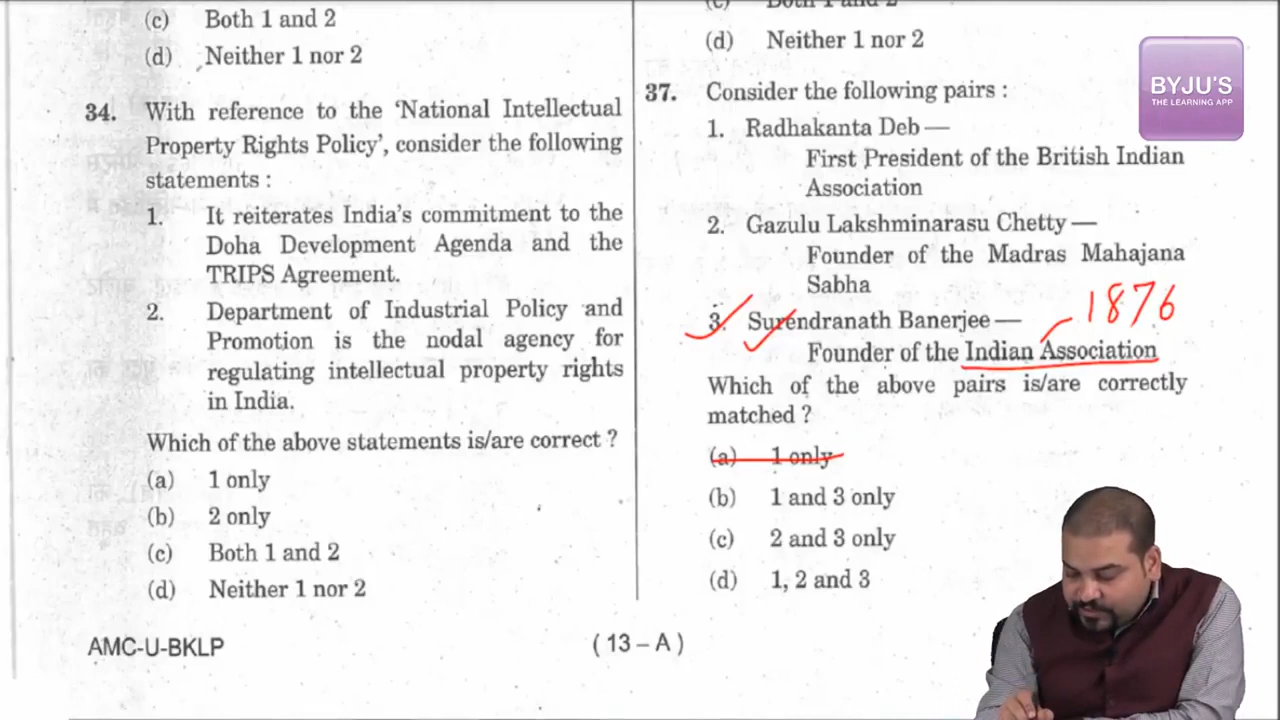 (c) Both 1 and 2
(d) Neither 1 nor 2
34. With reference to the ‘National Intellectual
Property Rights Policy’, consider the following
statements :
1. It reiterates India’s commitment to the
Doha Development Agenda and the
TRIPS Agreement.
2. Department of Industrial Policy and
Promotion is the nodal agency for
regulating intellectual property rights
in India.
Which of the above statements is/are correct ?
(a) 1 only
(b) 2 only
(c) Both 1 and 2
(d) Neither 1 nor 2
AMC-U-BKLP
( 13 – A )
(c) Both 1 and 2
(d) Neither 1 nor 2
37. Consider the following pairs :
1. Radhakanta Deb —
First President of the British Indian
Association
2. Gazulu Lakshminarasu Chetty —
Founder of the Madras Mahajana
Sabha
3. Surendranath Banerjee —
1876
Founder of the Indian Association
Which of the above pairs is/are correctly
matched ?
(a) 1 only
(b) 1 and 3 only
(c) 2 and 3 only
(d) 1, 2 and 3
BYJU'S
THE LEARNING APP